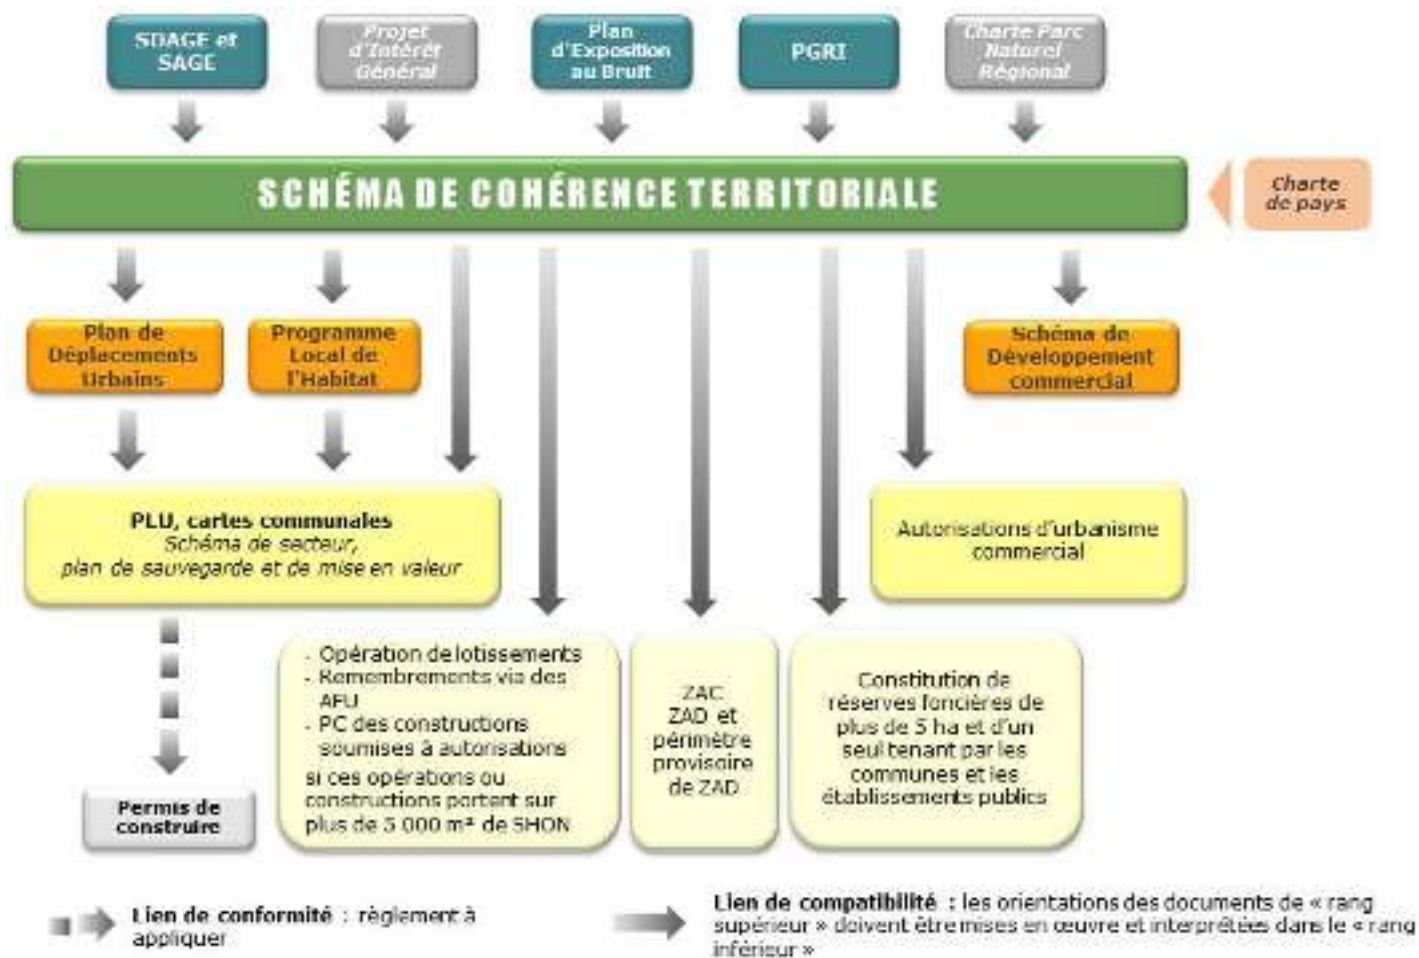 SDAGE et
SAGE
Projet
d'Intérêt
Général
Plan
d'Exposition
au Bruit
PGRI
Charte Parc
Naturel
Régional
SCHÉMA DE COHÉRENCE TERRITORIALE
Charte
de pays
Plan de
Déplacements
Urbains
Programme
Local de
l'Habitat
Schéma de
Développement
commercial
PLU, cartes communales
Schéma de secteur,
plan de sauvegarde et de mise en valeur
Autorisations d'urbanisme
commercial
- Opération de lotissements
- Remembrements via des
AFU
- PC des constructions
soumises à autorisations
si ces opérations ou
constructions portent sur
plus de 5 000 m² de SHON
ZAC
ZAD et
périmètre
provisoire
de ZAD
Constitution de
réserves foncières de
plus de 5 ha et d'un
seul tenant par les
communes et les
établissements publics
Permis de
construire
Lien de conformité : règlement à
appliquer
Lien de compatibilité : les orientations des documents de « rang
supérieur » doivent être mises en œuvre et interprétées dans le « rang
inférieur »